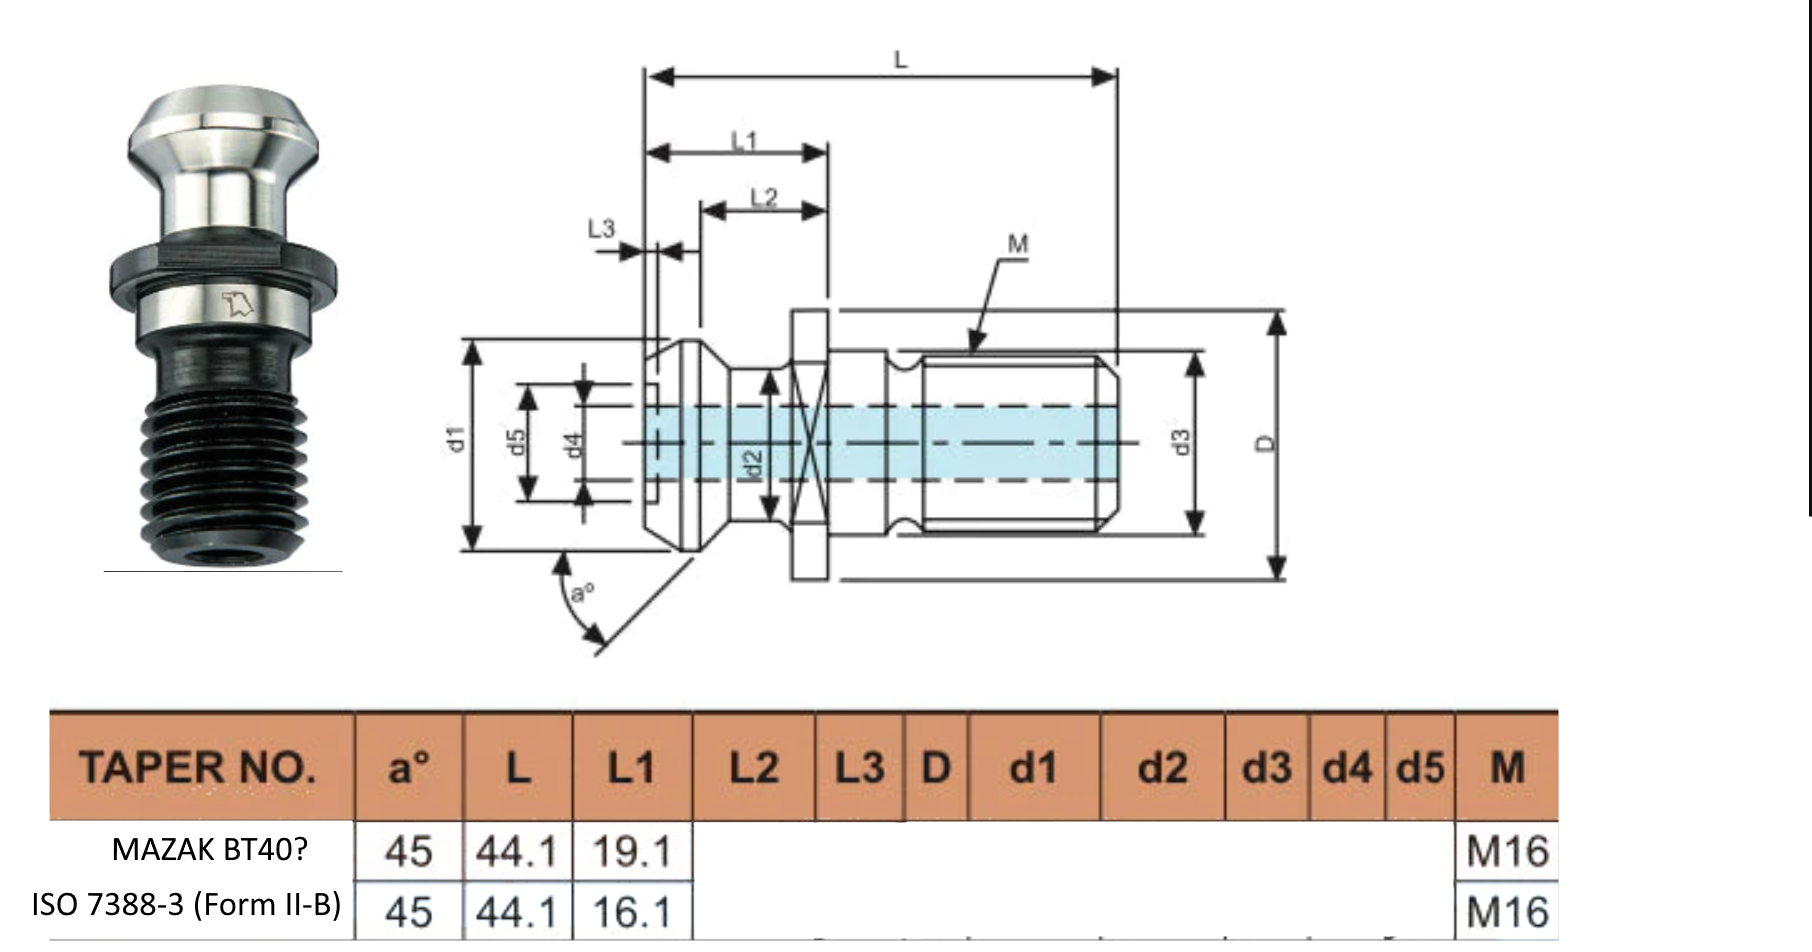 L
L1
L2
L3
M
d1
d5
d4
d2
d3
D
a°
TAPER NO. a° L L1 L2 L3 D d1 d2 d3 d4 d5 M
MAZAK BT40? 45 44.1 19.1 M16
ISO 7388-3 (Form II-B) 45 44.1 16.1 M16